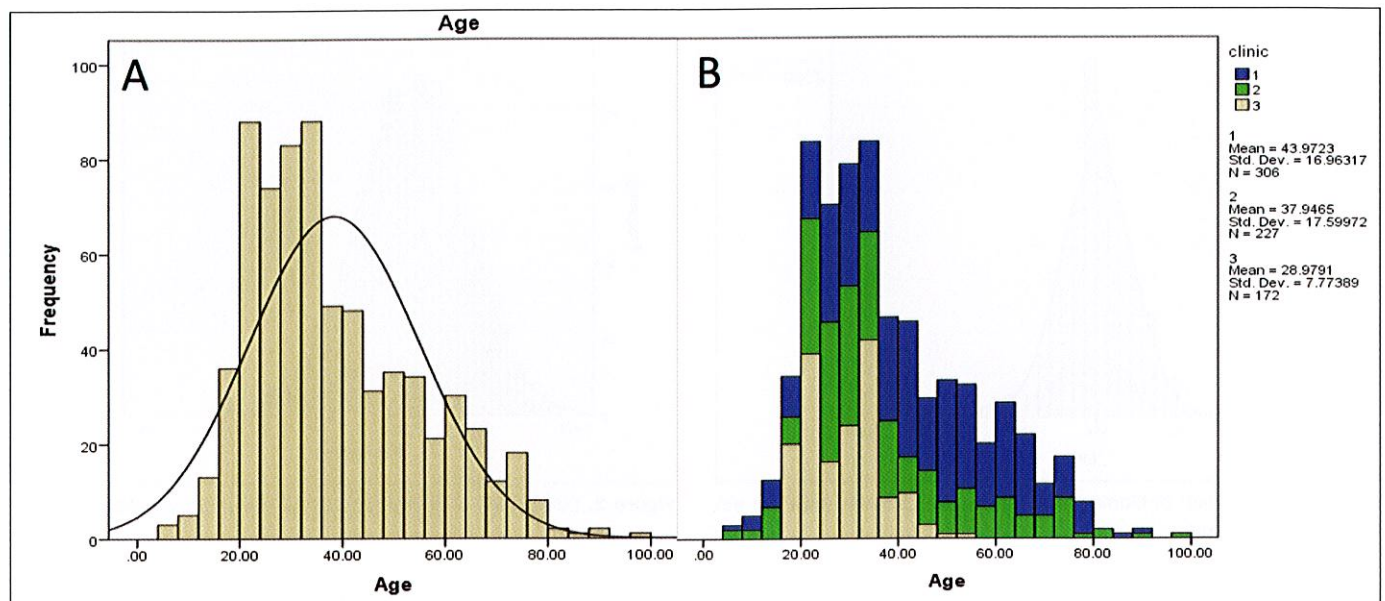 Age
A
B
Frequency
100
80
60
40
20
0
.00 20.00 40.00 60.00 80.00 100.00
Age
.00 20.00 40.00 60.00 80.00 100.00
Age
clinic
1
2
3
1
Mean = 43.9723
Std. Dev. = 16.96317
N = 306
2
Mean = 37.9465
Std. Dev. = 17.59972
N = 227
3
Mean = 28.9791
Std. Dev. = 7.77389
N = 172